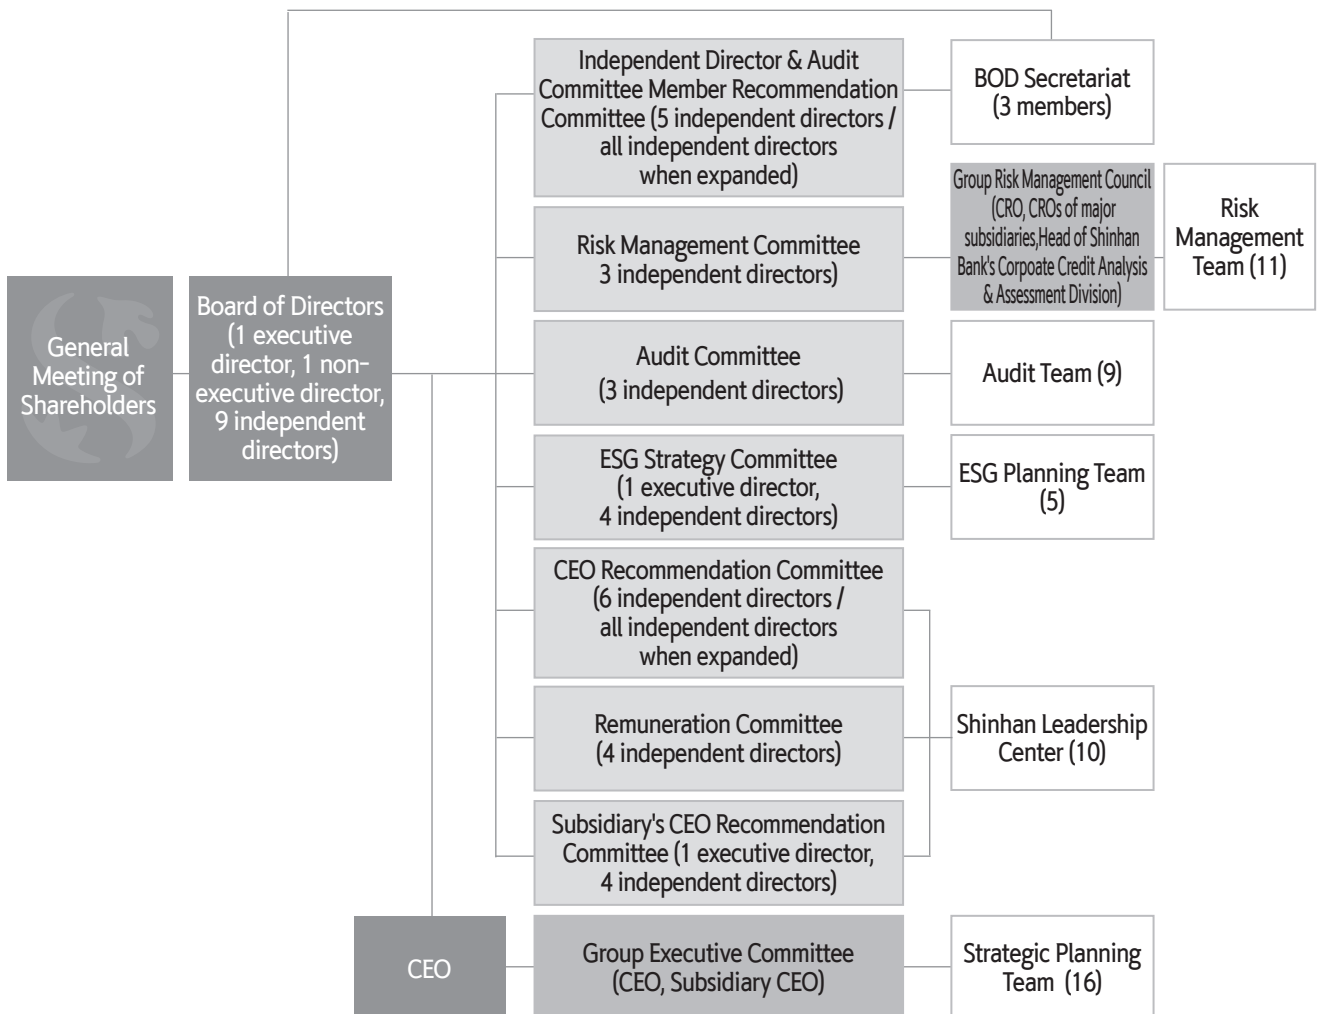 General
Meeting of
Shareholders
Board of Directors
(1 executive
director, 1 non-
executive director,
9 independent
directors)
Independent Director & Audit
Committee Member Recommendation
Committee (5 independent directors /
all independent directors
when expanded)
BOD Secretariat
(3 members)
Risk Management Committee
3 independent directors)
Group Risk Management Council
(CRO, CROs of major
subsidiaries,Head of Shinhan
Bank's Corpoate Credit Analysis
& Assessment Division)
Risk
Management
Team (11)
Audit Committee
(3 independent directors)
Audit Team (9)
ESG Strategy Committee
(1 executive director,
4 independent directors)
ESG Planning Team
(5)
CEO Recommendation Committee
(6 independent directors /
all independent directors
when expanded)
Remuneration Committee
(4 independent directors)
Shinhan Leadership
Center (10)
Subsidiary's CEO Recommendation
Committee (1 executive director,
4 independent directors)
CEO
Group Executive Committee
(CEO, Subsidiary CEO)
Strategic Planning
Team (16)